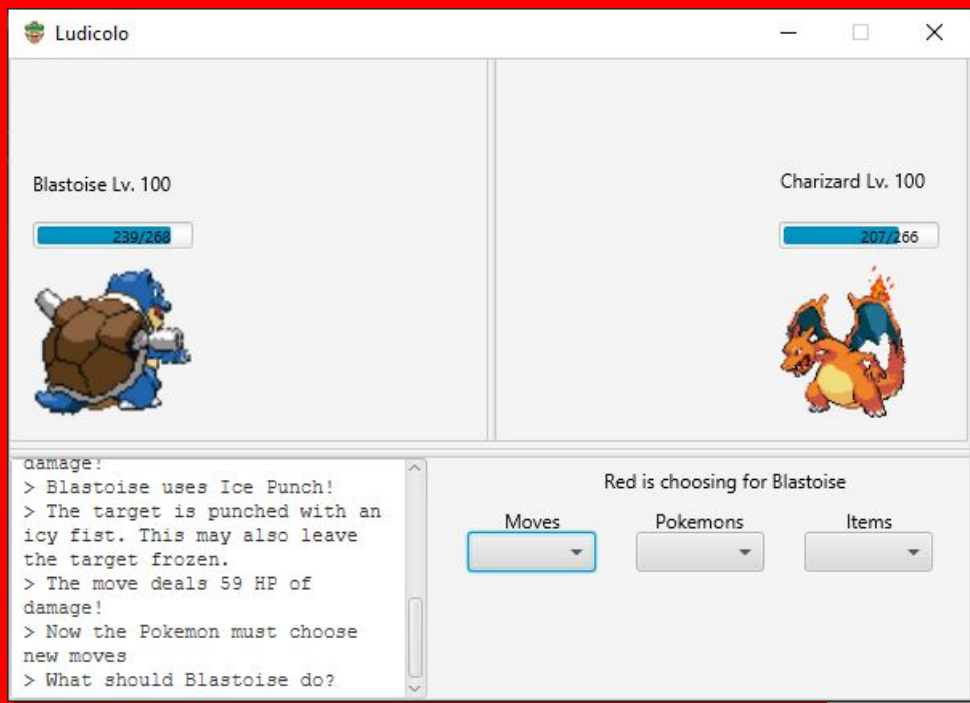 Ludicolo
Blastoise Lv. 100
239/268
Charizard Lv. 100
207/266
damage!
> Blastoise uses Ice Punch!
> The target is punched with an
icy fist. This may also leave
the target frozen.
> The move deals 59 HP of
damage!
> Now the Pokemon must choose
new moves
> What should Blastoise do?
Red is choosing for Blastoise
Moves
Pokemons
Items